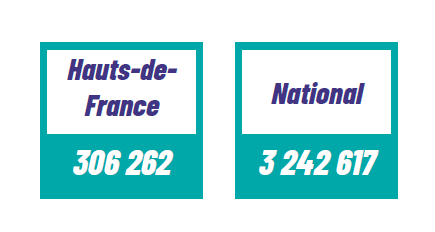 Hauts-de-
France
306 262
National
3 242 617